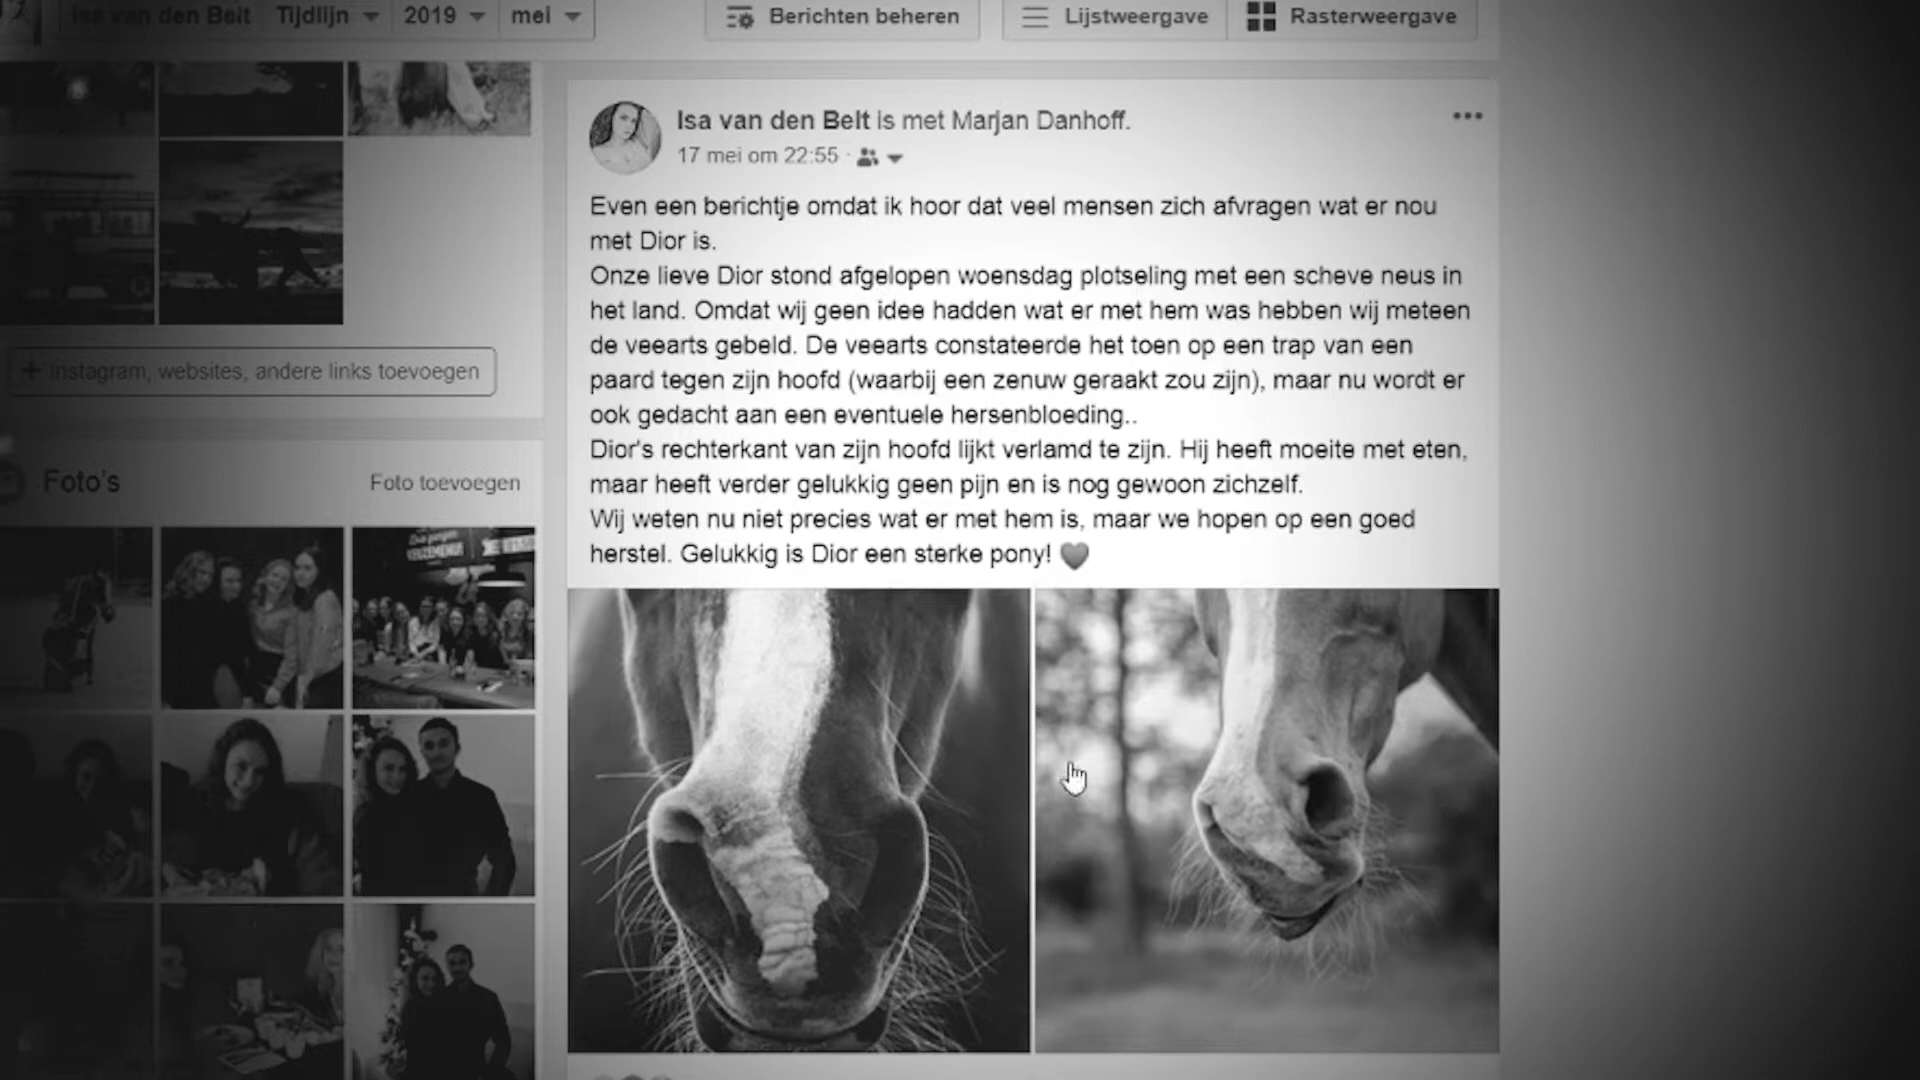 Isa van den Belt Tijdlijn 2019 mei Berichten beheren Lijstweergave Rasterweergave
Isa van den Belt is met Marjan Danhoff.
17 mei om 22:55 ·
Even een berichtje omdat ik hoor dat veel mensen zich afvragen wat er nou
met Dior is.
Onze lieve Dior stond afgelopen woensdag plotseling met een scheve neus in
het land. Omdat wij geen idee hadden wat er met hem was hebben wij meteen
de veearts gebeld. De veearts constateerde het toen op een trap van een
paard tegen zijn hoofd (waarbij een zenuw geraakt zou zijn), maar nu wordt er
ook gedacht aan een eventuele hersenbloeding..
Dior's rechterkant van zijn hoofd lijkt verlamd te zijn. Hij heeft moeite met eten,
maar heeft verder gelukkig geen pijn en is nog gewoon zichzelf.
Wij weten nu niet precies wat er met hem is, maar we hopen op een goed
herstel. Gelukkig is Dior een sterke pony!
+ Instagram, websites, andere links toevoegen
Foto's Foto toevoegen